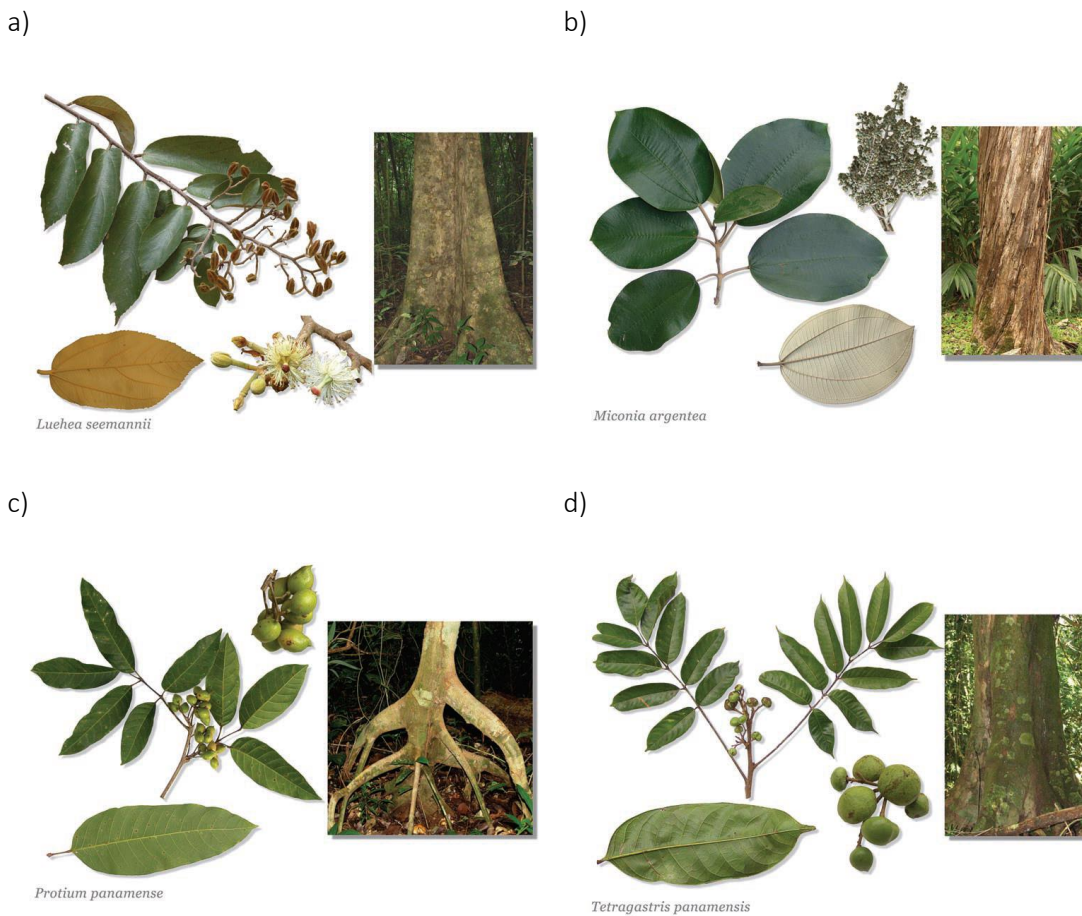 a)
b)
Luehea seemannii
Miconia argentea
c)
d)
Protium panamense
Tetragastris panamensis